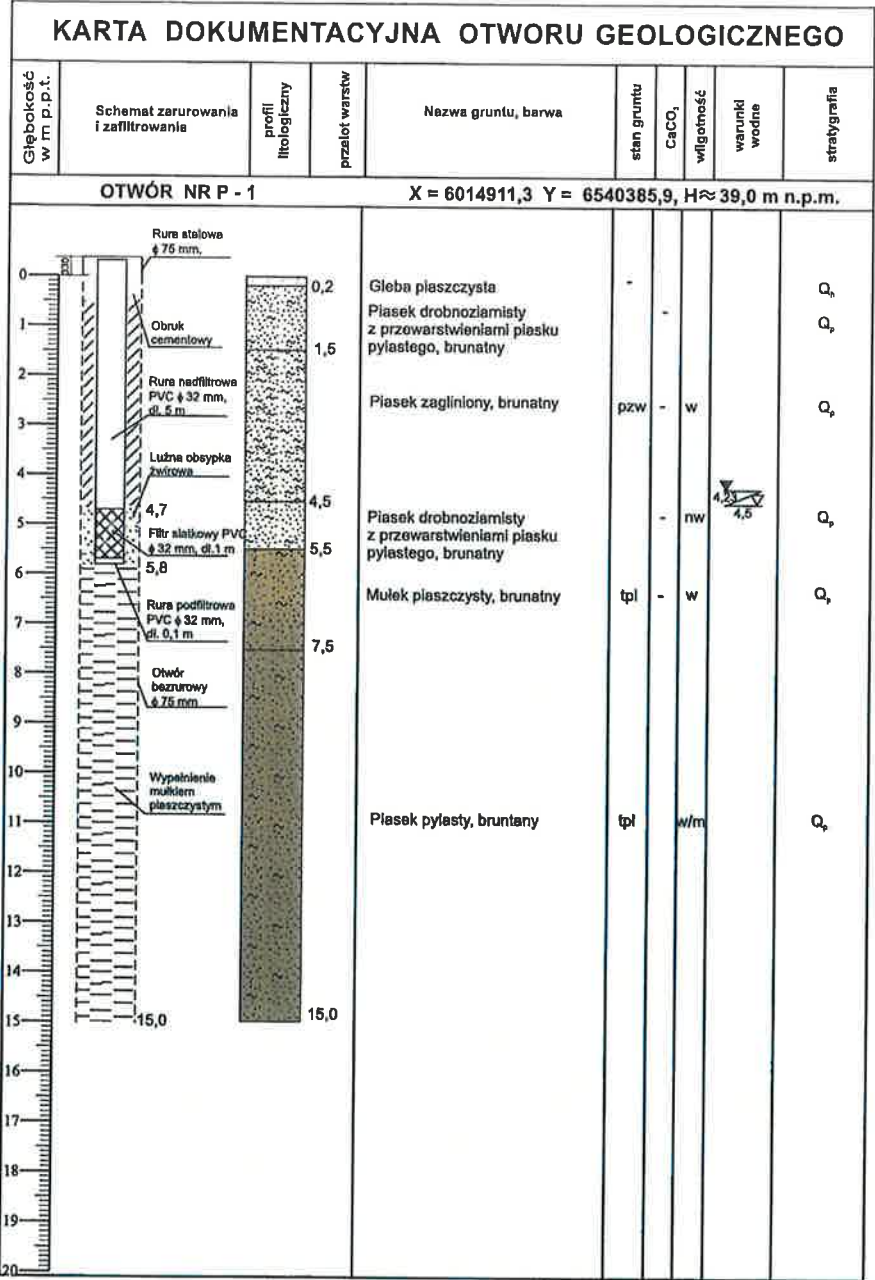 KARTA DOKUMENTACYJNA OTWORU GEOLOGICZNEGO
Głębokość
w m p.p.t.
Schemat zarurowania
i zafiltrowania
profil
litologiczny
przelot warstw
Nazwa gruntu, barwa
stan gruntu
CaCO₃
wilgotność
warunki
wodne
stratygrafia
OTWÓR NR P - 1
X = 6014911,3 Y = 6540385,9, H≈ 39,0 m n.p.m.
Rura stalowa
ϕ 75 mm,
0
0,2
Gleba piaszczysta
-
Qₕ
1
Obruk
cementowy
1,5
Piasek drobnoziarnisty
z przewarstwieniami piasku
pylastego, brunatny
-
Qₚ
2
Rura nadfiltrowa
PVC ϕ 32 mm,
dł. 5 m
3
Piasek zagliniony, brunatny
pzw
-
w
Qₚ
4
Luźna obsypka
żwirowa
4,5
4,7
5
Filtr siatkowy PVC
ϕ 32 mm, dł.1 m
5,5
5,8
Piasek drobnoziarnisty
z przewarstwieniami piasku
pylastego, brunatny
-
nw
4,5
Qₚ
6
Rura podfiltrowa
PVC ϕ 32 mm,
dł. 0,1 m
Mułek piaszczysty, brunatny
tpl
-
w
Qₚ
7
7,5
8
Otwór
bezrurowy
ϕ 75 mm
9
10
Wypełnienie
mułkiem
piaszczystym
11
Piasek pylasty, bruntany
tpl
w/m
Qₚ
12
13
14
15
15,0
15,0
16
17
18
19
20